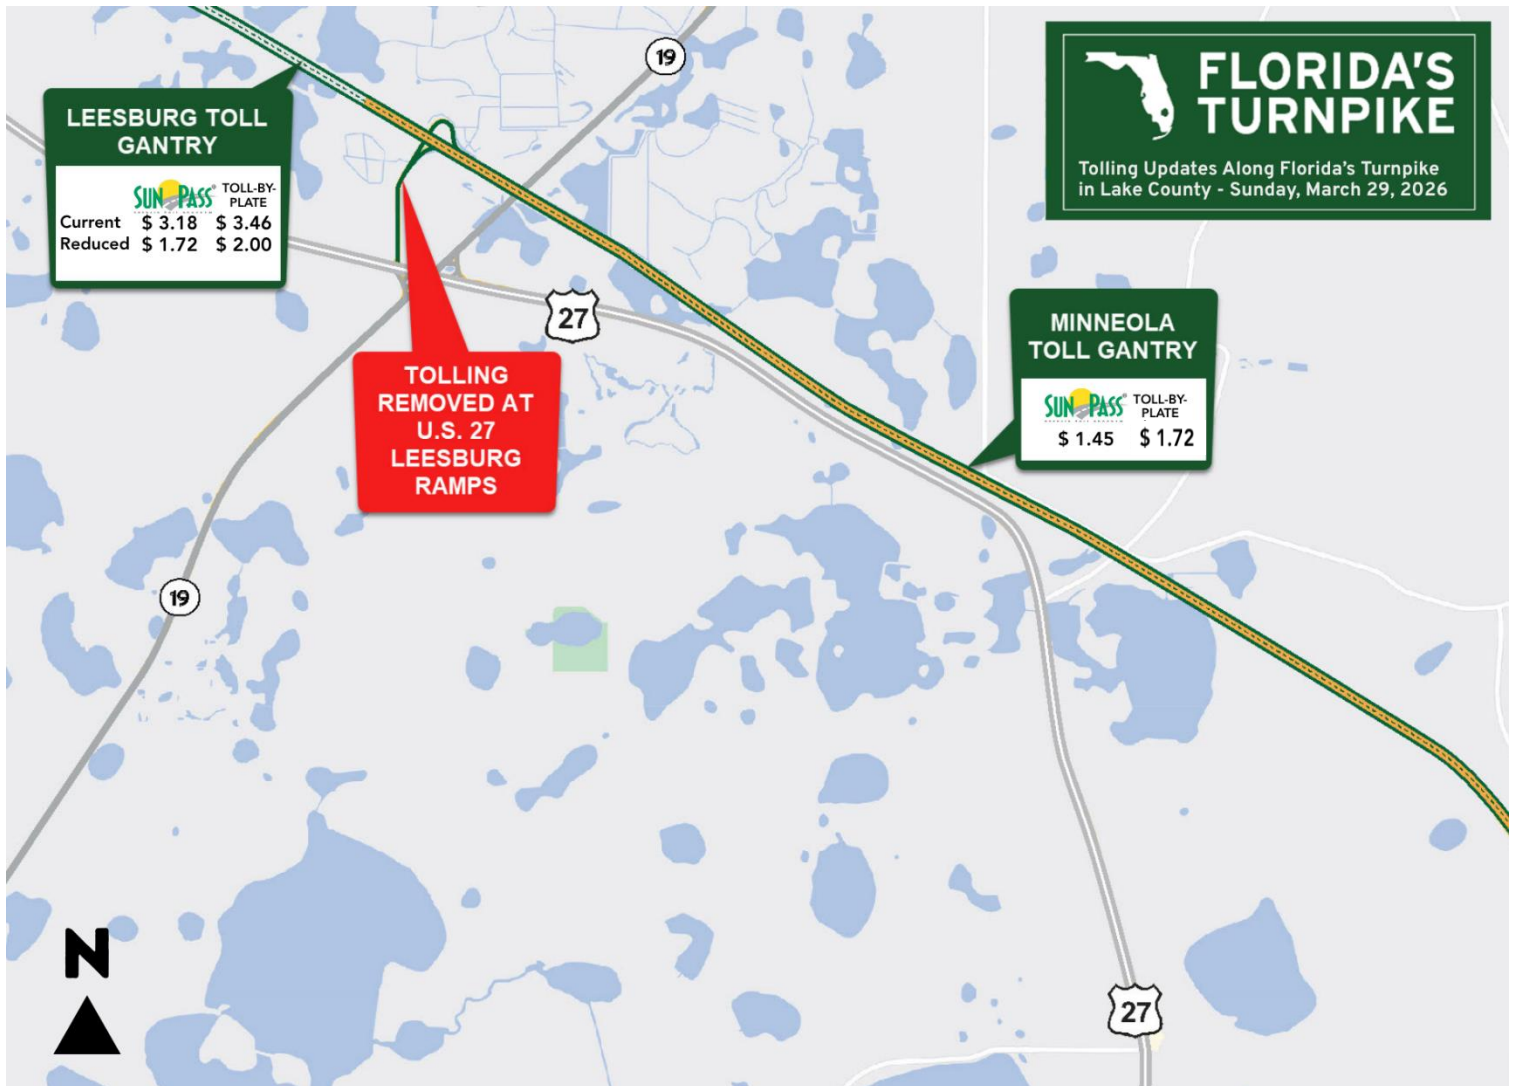 19
FLORIDA'S
TURNPIKE
Tolling Updates Along Florida's Turnpike
in Lake County - Sunday, March 29, 2026
LEESBURG TOLL
GANTRY
SUNPASS® TOLL-BY-
PLATE
Current $ 3.18 $ 3.46
Reduced $ 1.72 $ 2.00
27
MINNEOLA
TOLL GANTRY
SUNPASS® TOLL-BY-
PLATE
$ 1.45 $ 1.72
TOLLING
REMOVED AT
U.S. 27
LEESBURG
RAMPS
19
N
27